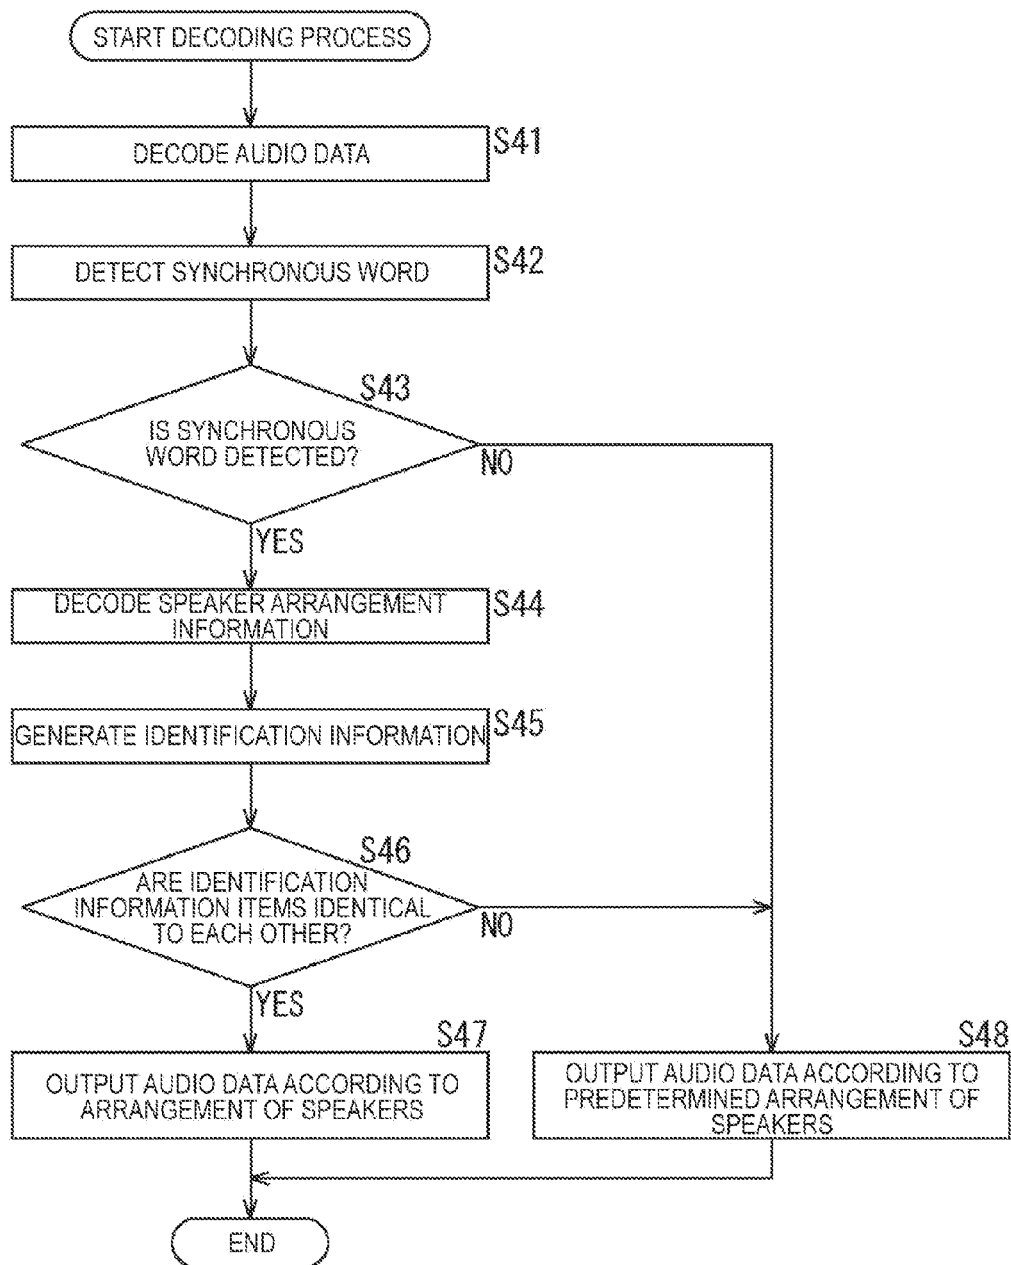 START DECODING PROCESS
DECODE AUDIO DATA
S41
DETECT SYNCHRONOUS WORD
S42
S43
IS SYNCHRONOUS
WORD DETECTED?
NO
YES
DECODE SPEAKER ARRANGEMENT
INFORMATION
S44
GENERATE IDENTIFICATION INFORMATION
S45
S46
ARE IDENTIFICATION
INFORMATION ITEMS IDENTICAL
TO EACH OTHER?
NO
YES
S47
OUTPUT AUDIO DATA ACCORDING TO
ARRANGEMENT OF SPEAKERS
S48
OUTPUT AUDIO DATA ACCORDING TO
PREDETERMINED ARRANGEMENT OF
SPEAKERS
END